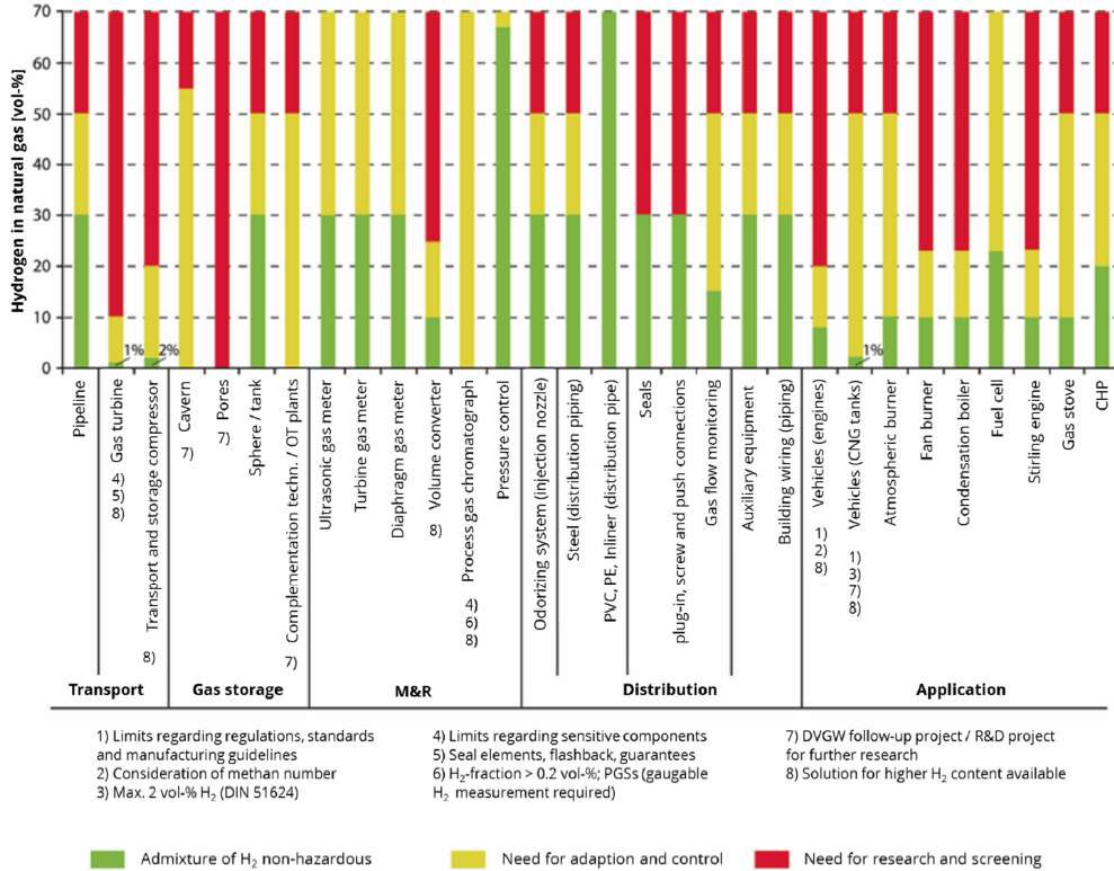 Hydrogen in natural gas [vol-%]
70
60
50
40
30
20
10
0
1%
2%
1%
Pipeline
Gas turbine
4)
5)
8)
Transport and storage compressor
8)
Cavern
7)
Pores
7)
Sphere / tank
Complementation techn. / OT plants
7)
Ultrasonic gas meter
Turbine gas meter
Diaphragm gas meter
Volume converter
8)
Process gas chromatograph
4)
6)
8)
Pressure control
Odorizing system (injection nozzle)
Steel (distribution piping)
PVC, PE, Inliner (distribution pipe)
Seals
plug-in, screw and push connections
Gas flow monitoring
Auxiliary equipment
Building wiring (piping)
Vehicles (engines)
1)
2)
8)
Vehicles (CNG tanks)
1)
3)
7)
8)
Atmospheric burner
Fan burner
Condensation boiler
Fuel cell
Stirling engine
Gas stove
CHP
Transport
Gas storage
M&R
Distribution
Application
1) Limits regarding regulations, standards
and manufacturing guidelines
2) Consideration of methan number
3) Max. 2 vol-% H₂ (DIN 51624)
4) Limits regarding sensitive components
5) Seal elements, flashback, guarantees
6) H₂-fraction > 0.2 vol-%; PGSs (gaugable
H₂ measurement required)
7) DVGW follow-up project / R&D project
for further research
8) Solution for higher H₂ content available
Admixture of H₂ non-hazardous
Need for adaption and control
Need for research and screening